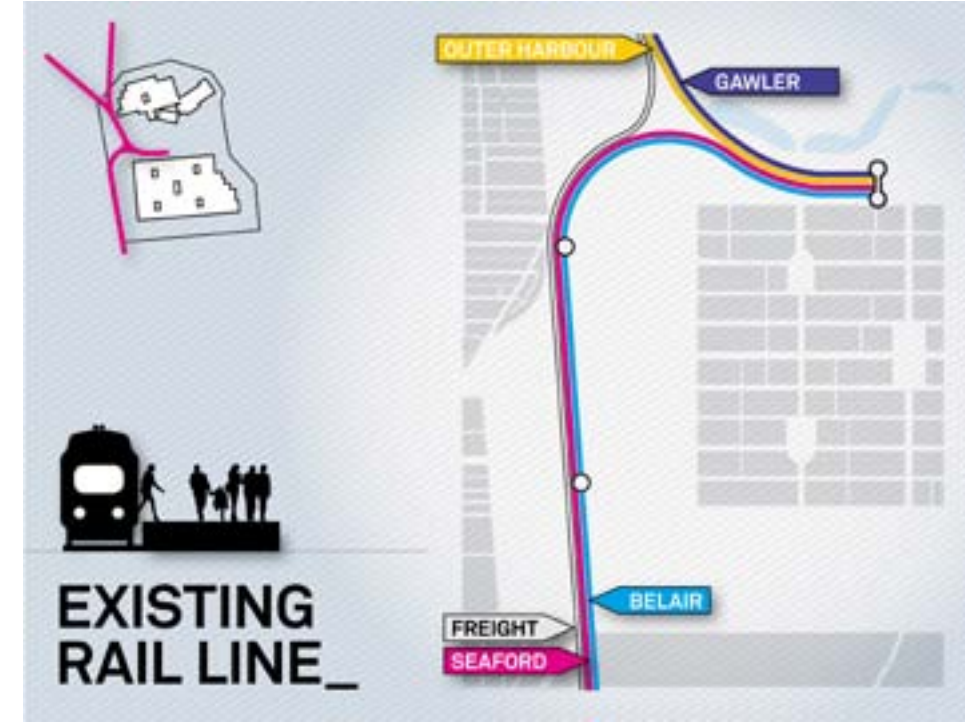 OUTER HARBOUR
GAWLER
BELAIR
FREIGHT
SEAFORD
EXISTING
RAIL LINE_